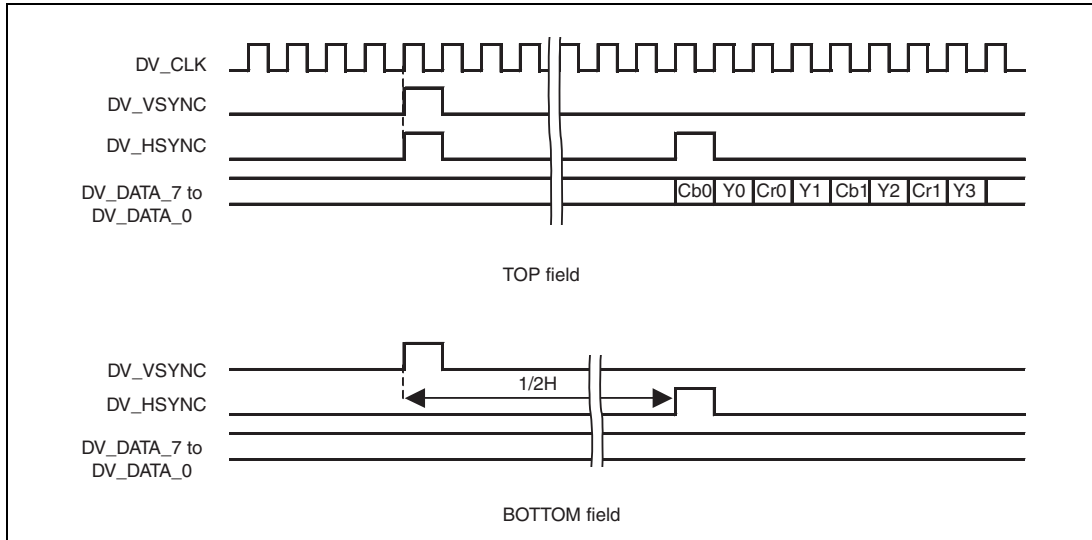 DV_CLK
DV_VSYNC
DV_HSYNC
DV_DATA_7 to
DV_DATA_0
Cb0 Y0 Cr0 Y1 Cb1 Y2 Cr1 Y3
TOP field
DV_VSYNC
1/2H
DV_HSYNC
DV_DATA_7 to
DV_DATA_0
BOTTOM field